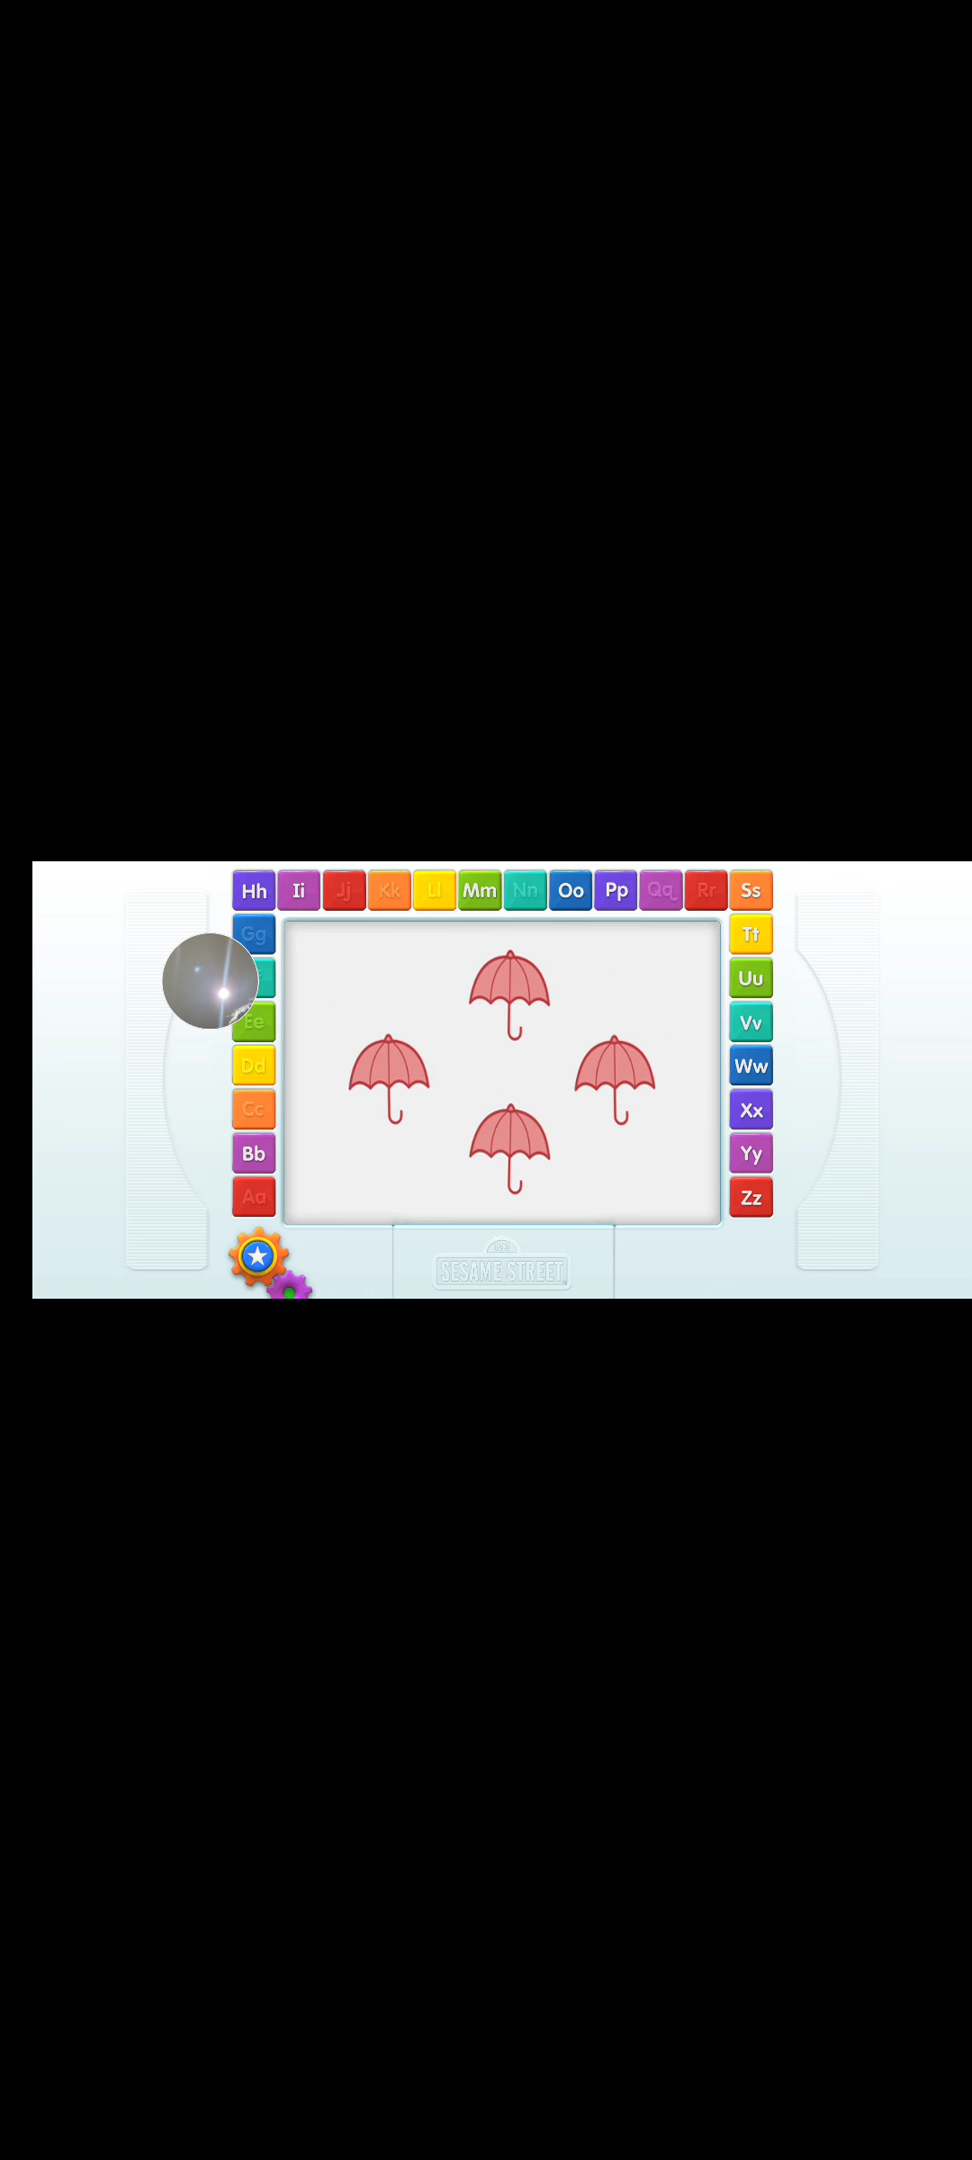 Hh Ii Jj Kk Ll Mm Nn Oo Pp Qq Rr Ss
Gg Tt
Uu
Ee Vv
Dd Ww
Cc Xx
Bb Yy
Aa Zz
SESAME STREET